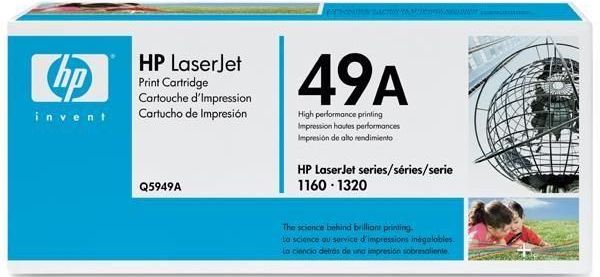 hp
invent
HP LaserJet
Print Cartridge
Cartouche d'Impression
Cartucho de Impresión
Q5949A
49A
High performance printing
Impression hautes performances
Impresión de alto rendimiento
HP LaserJet series/séries/serie
1160 · 1320
The science behind brilliant printing.
La science au service d'impressions inégalables.
La ciencia detrás de una impresión sobresaliente.